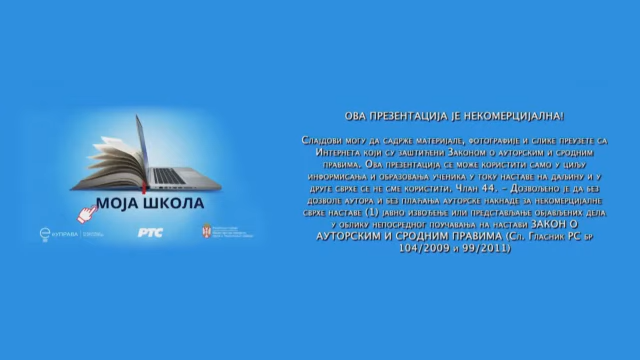 МОЈА ШКОЛА
еУПРАВА
РТС
ОВА ПРЕЗЕНТАЦИЈА ЈЕ НЕКОМЕРЦИЈАЛНА!
Слајдови могу да садрже материјале, фотографије и слике преузете са
Интернета који су заштићени Законом о ауторским и сродним
правима. Ова презентација се може користити само у циљу
информисања и образовања ученика у току наставе на даљину и у
друге сврхе се не сме користити. Члан 44. – Дозвољено је да без
дозволе аутора и без плаћања ауторске накнаде за некомерцијалне
сврхе наставе (1) јавно извођење или представљање објављених дела
у облику непосредног поучавања на настави ЗАКОН О
АУТОРСКИМ И СРОДНИМ ПРАВИМА (Сл. Гласник РС бр
104/2009 и 99/2011)